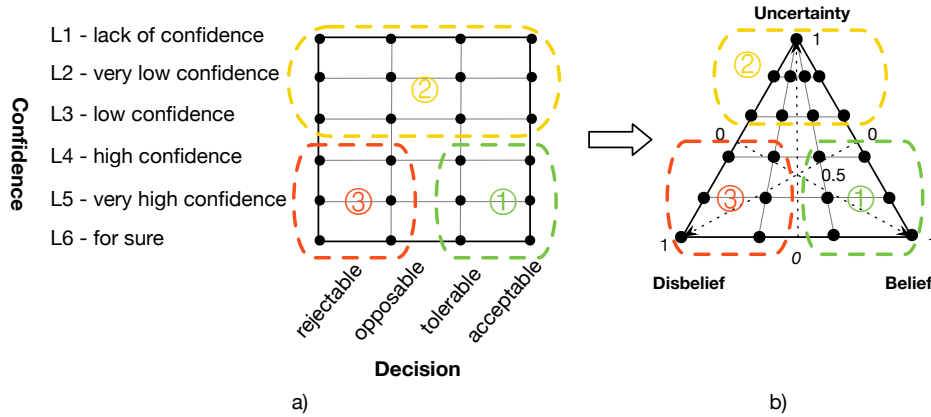 Confidence
L1 - lack of confidence
L2 - very low confidence
L3 - low confidence
L4 - high confidence
L5 - very high confidence
L6 - for sure
②
③
①
rejectable
opposable
tolerable
acceptable
Decision
a)
Uncertainty
1
②
0
0
0.5
③
①
1
0
Disbelief
Belief
b)